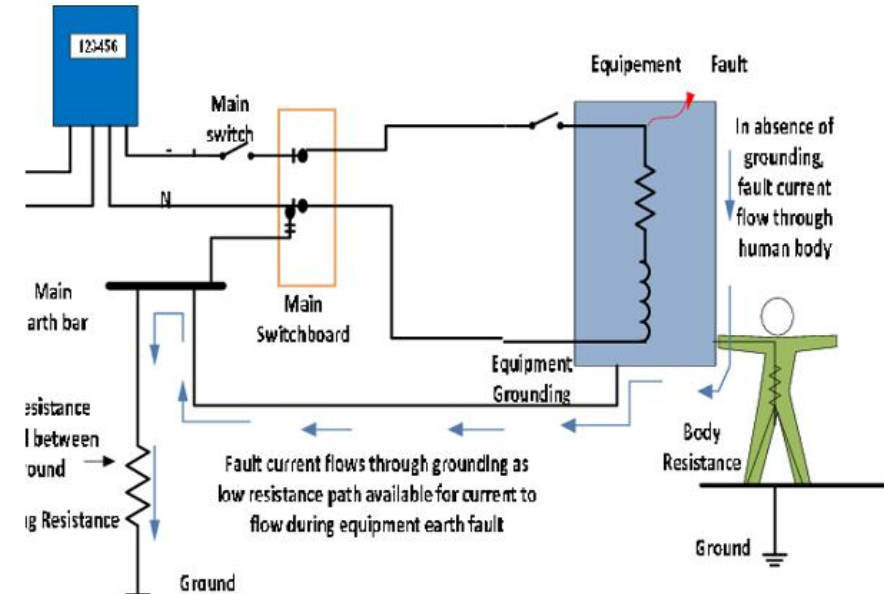 123456
Main
switch
N
Equipement Fault
In absence of
grounding,
fault current
flow through
human body
Main
Switchboard
Main
arth bar
Equipment
Grounding
esistance
l between
ound
ng Resistance
Fault current flows through grounding as
low resistance path available for current to
flow during equipment earth fault
Body
Resistance
Ground
Ground